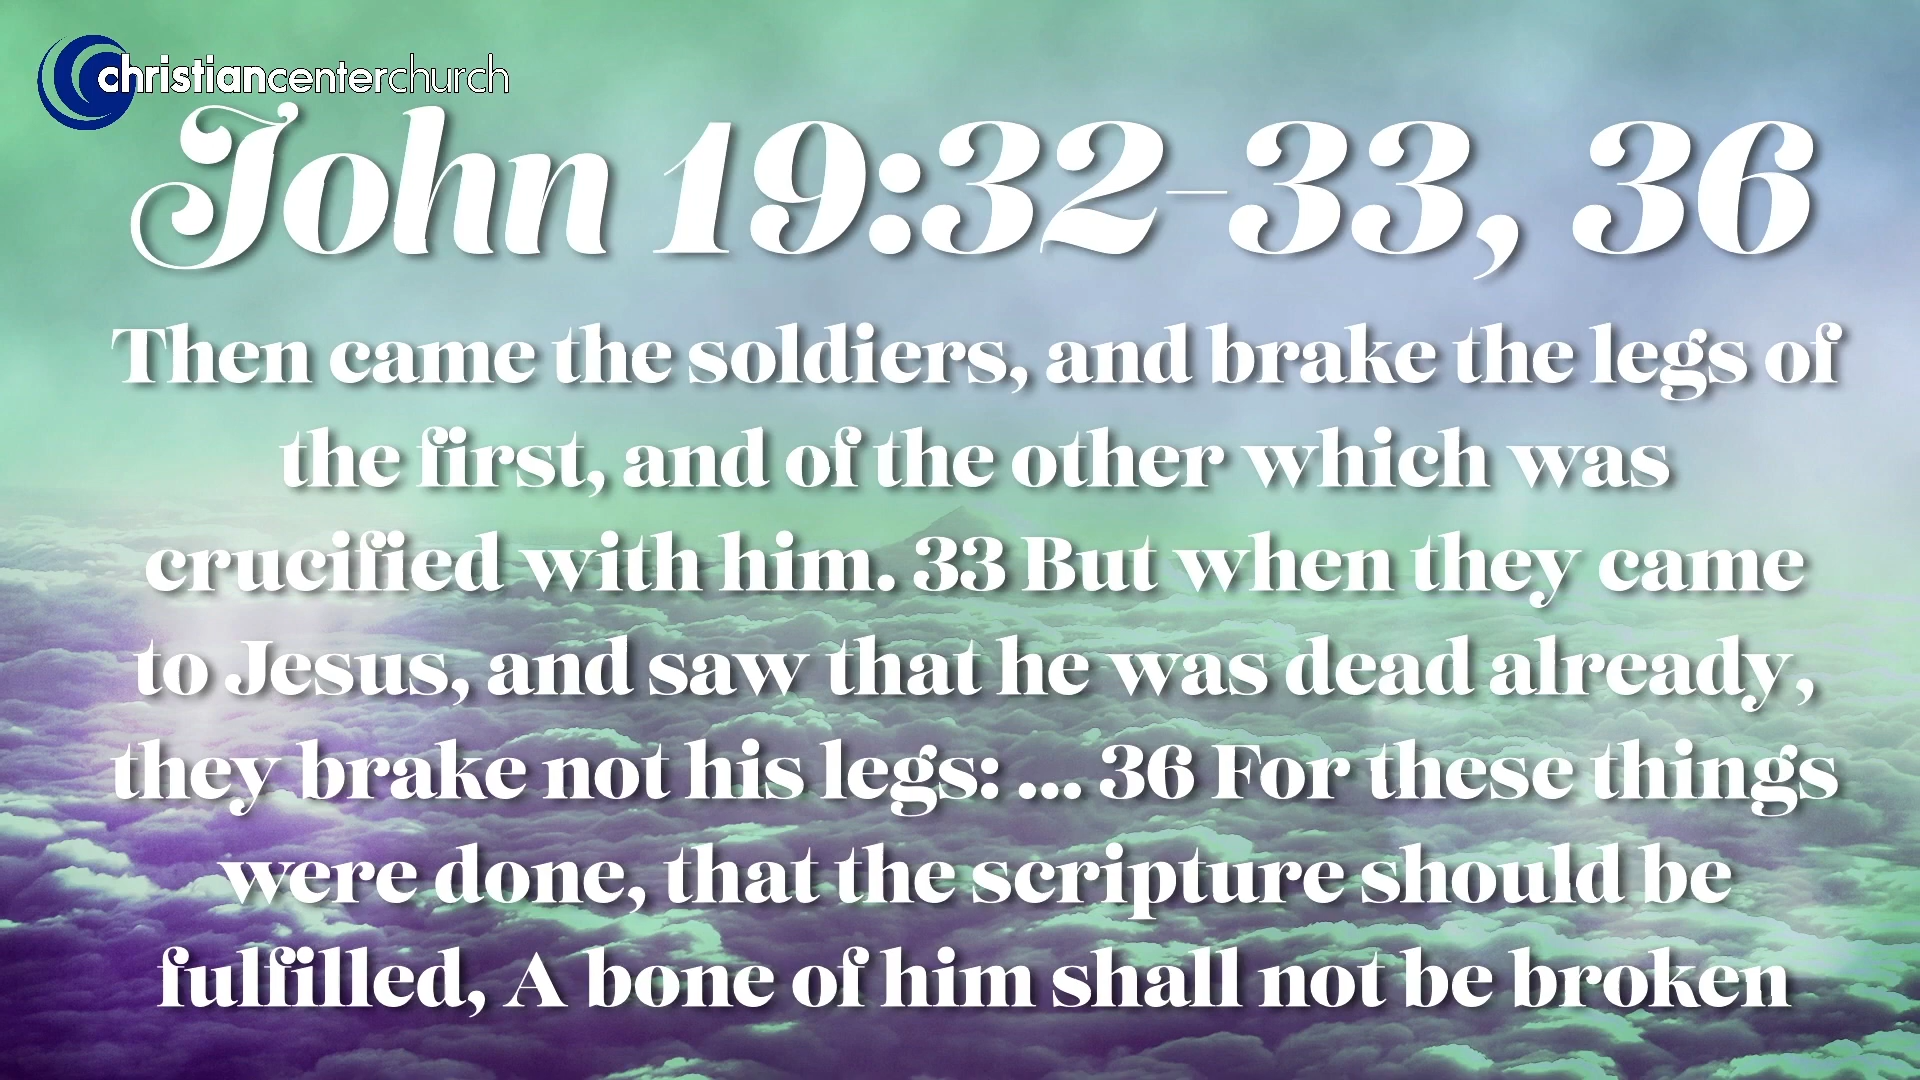 christiancenterchurch
John 19:32-33, 36
Then came the soldiers, and brake the legs of
the first, and of the other which was
crucified with him. 33 But when they came
to Jesus, and saw that he was dead already,
they brake not his legs: ... 36 For these things
were done, that the scripture should be
fulfilled, A bone of him shall not be broken